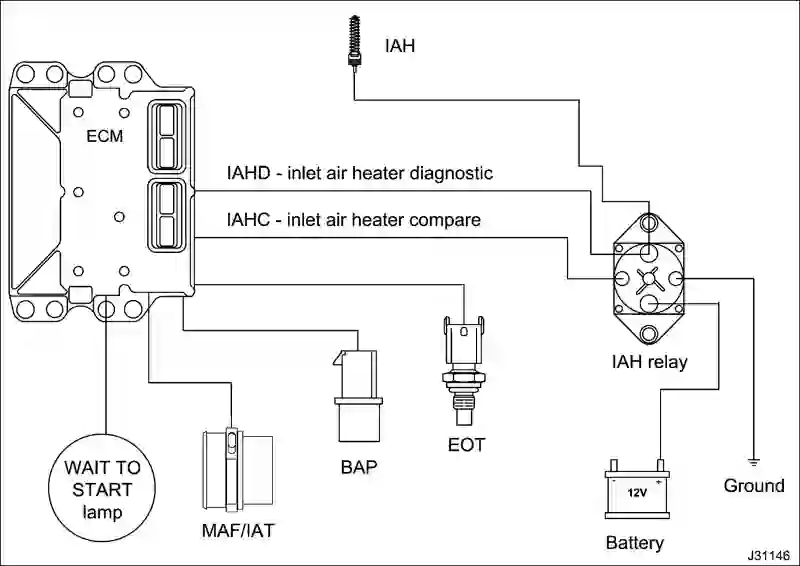 IAH
ECM
IAHD - inlet air heater diagnostic
IAHC - inlet air heater compare
IAH relay
EOT
BAP
WAIT TO
START
lamp
MAF/IAT
- +
12V
Ground
Battery
J31146